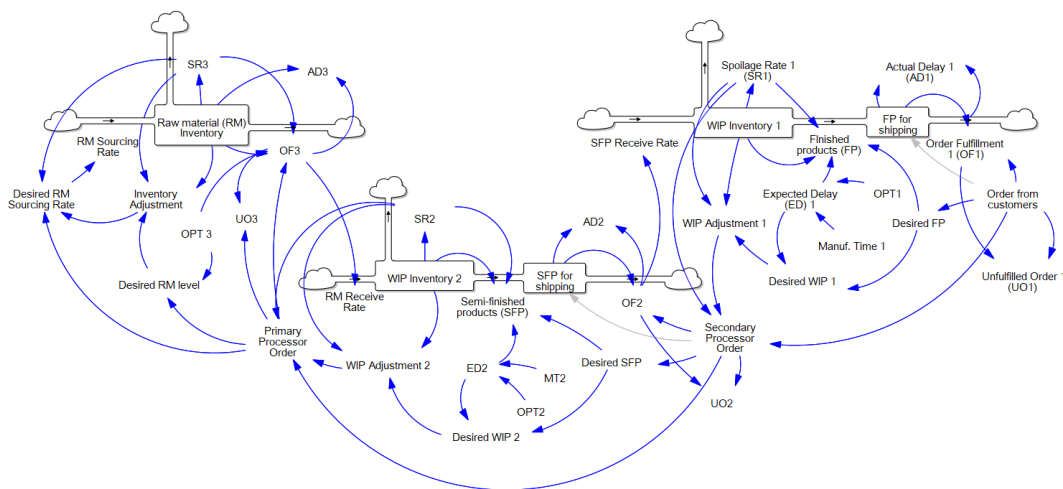 SR3
AD3
Raw material (RM)
Inventory
RM Sourcing
Rate
OF3
Desired RM
Sourcing Rate
Inventory
Adjustment
UO3
OPT 3
Desired RM level
Primary
Processor
Order
Spoilage Rate 1
(SR1)
Actual Delay 1
(AD1)
WIP Inventory 1
FP for
shipping
SFP Receive Rate
FInished
products (FP)
Order Fulfillment
1 (OF1)
Expected Delay
(ED) 1
OPT1
Order from
customers
WIP Adjustment 1
Desired FP
Manuf. Time 1
Desired WIP 1
Unfulfilled Order 1
(UO1)
SR2
AD2
WIP Inventory 2
SFP for
shipping
RM Receive
Rate
Semi-finished
products (SFP)
OF2
Secondary
Processor
Order
WIP Adjustment 2
ED2
MT2
Desired SFP
OPT2
UO2
Desired WIP 2